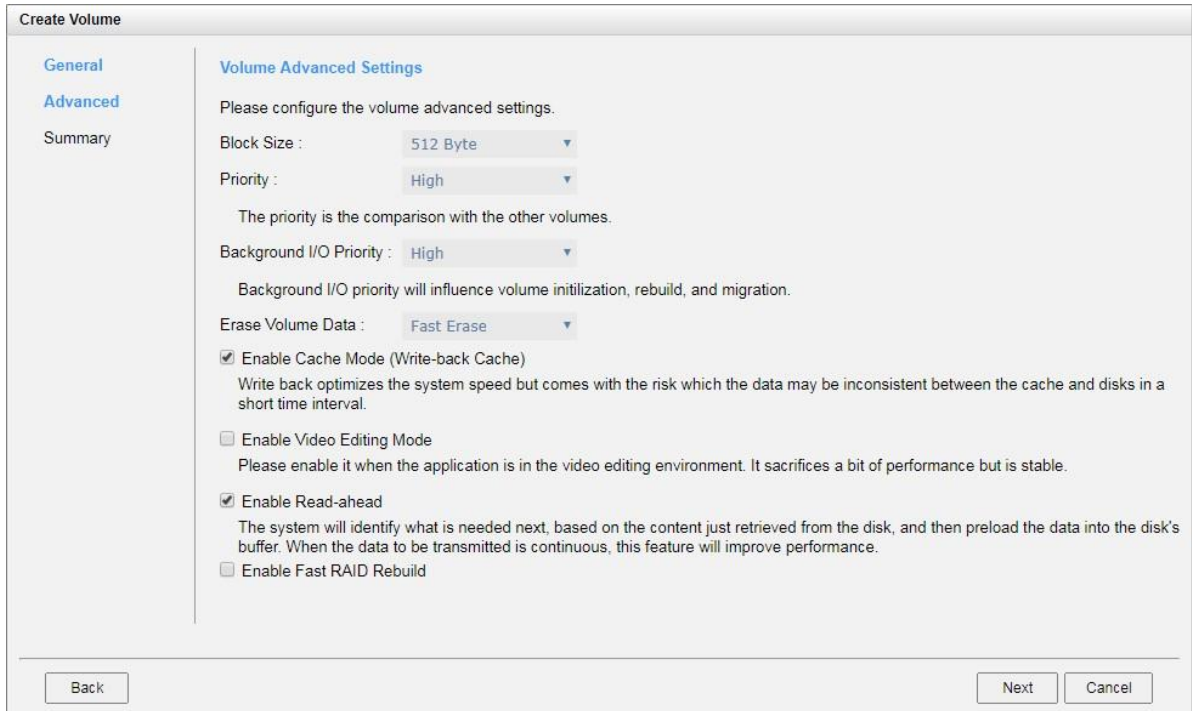 Create Volume
General
Advanced
Summary
Volume Advanced Settings
Please configure the volume advanced settings.
Block Size : 512 Byte
Priority : High
The priority is the comparison with the other volumes.
Background I/O Priority : High
Background I/O priority will influence volume initilization, rebuild, and migration.
Erase Volume Data : Fast Erase
Enable Cache Mode (Write-back Cache)
Write back optimizes the system speed but comes with the risk which the data may be inconsistent between the cache and disks in a
short time interval.
Enable Video Editing Mode
Please enable it when the application is in the video editing environment. It sacrifices a bit of performance but is stable.
Enable Read-ahead
The system will identify what is needed next, based on the content just retrieved from the disk, and then preload the data into the disk's
buffer. When the data to be transmitted is continuous, this feature will improve performance.
Enable Fast RAID Rebuild
Back Next Cancel